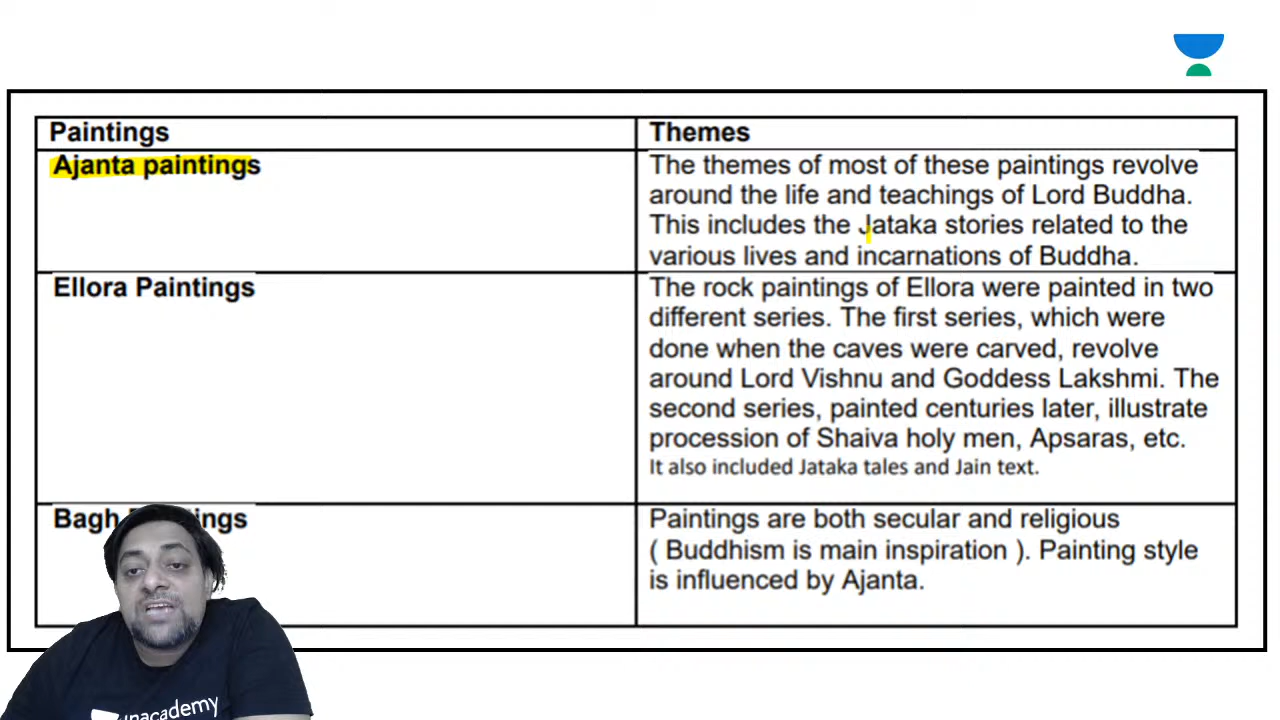 Paintings
Themes
Ajanta paintings
The themes of most of these paintings revolve
around the life and teachings of Lord Buddha.
This includes the Jataka stories related to the
various lives and incarnations of Buddha.
Ellora Paintings
The rock paintings of Ellora were painted in two
different series. The first series, which were
done when the caves were carved, revolve
around Lord Vishnu and Goddess Lakshmi. The
second series, painted centuries later, illustrate
procession of Shaiva holy men, Apsaras, etc.
It also included Jataka tales and Jain text.
Bagh
Paintings are both secular and religious
( Buddhism is main inspiration ). Painting style
is influenced by Ajanta.
unacademy